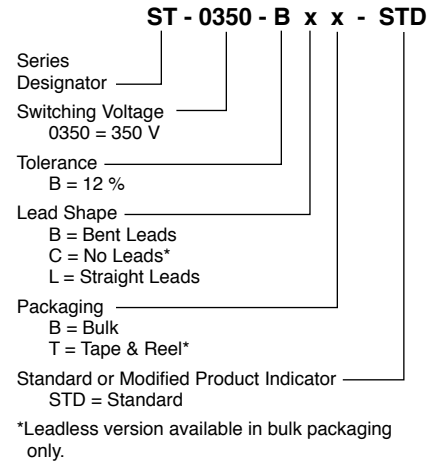 ST - 0350 - B x x - STD
Series
Designator
Switching Voltage
0350 = 350 V
Tolerance
B = 12 %
Lead Shape
B = Bent Leads
C = No Leads*
L = Straight Leads
Packaging
B = Bulk
T = Tape & Reel*
Standard or Modified Product Indicator
STD = Standard
*Leadless version available in bulk packaging
only.